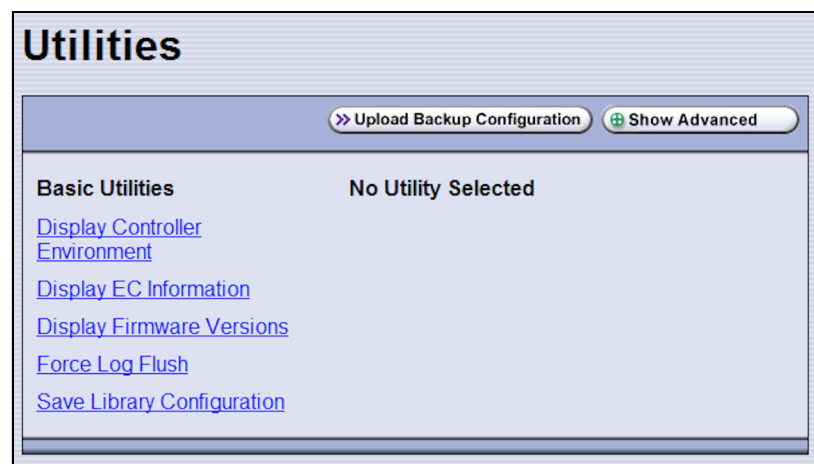 Utilities
Upload Backup Configuration
Show Advanced
Basic Utilities
No Utility Selected
Display Controller
Environment
Display EC Information
Display Firmware Versions
Force Log Flush
Save Library Configuration